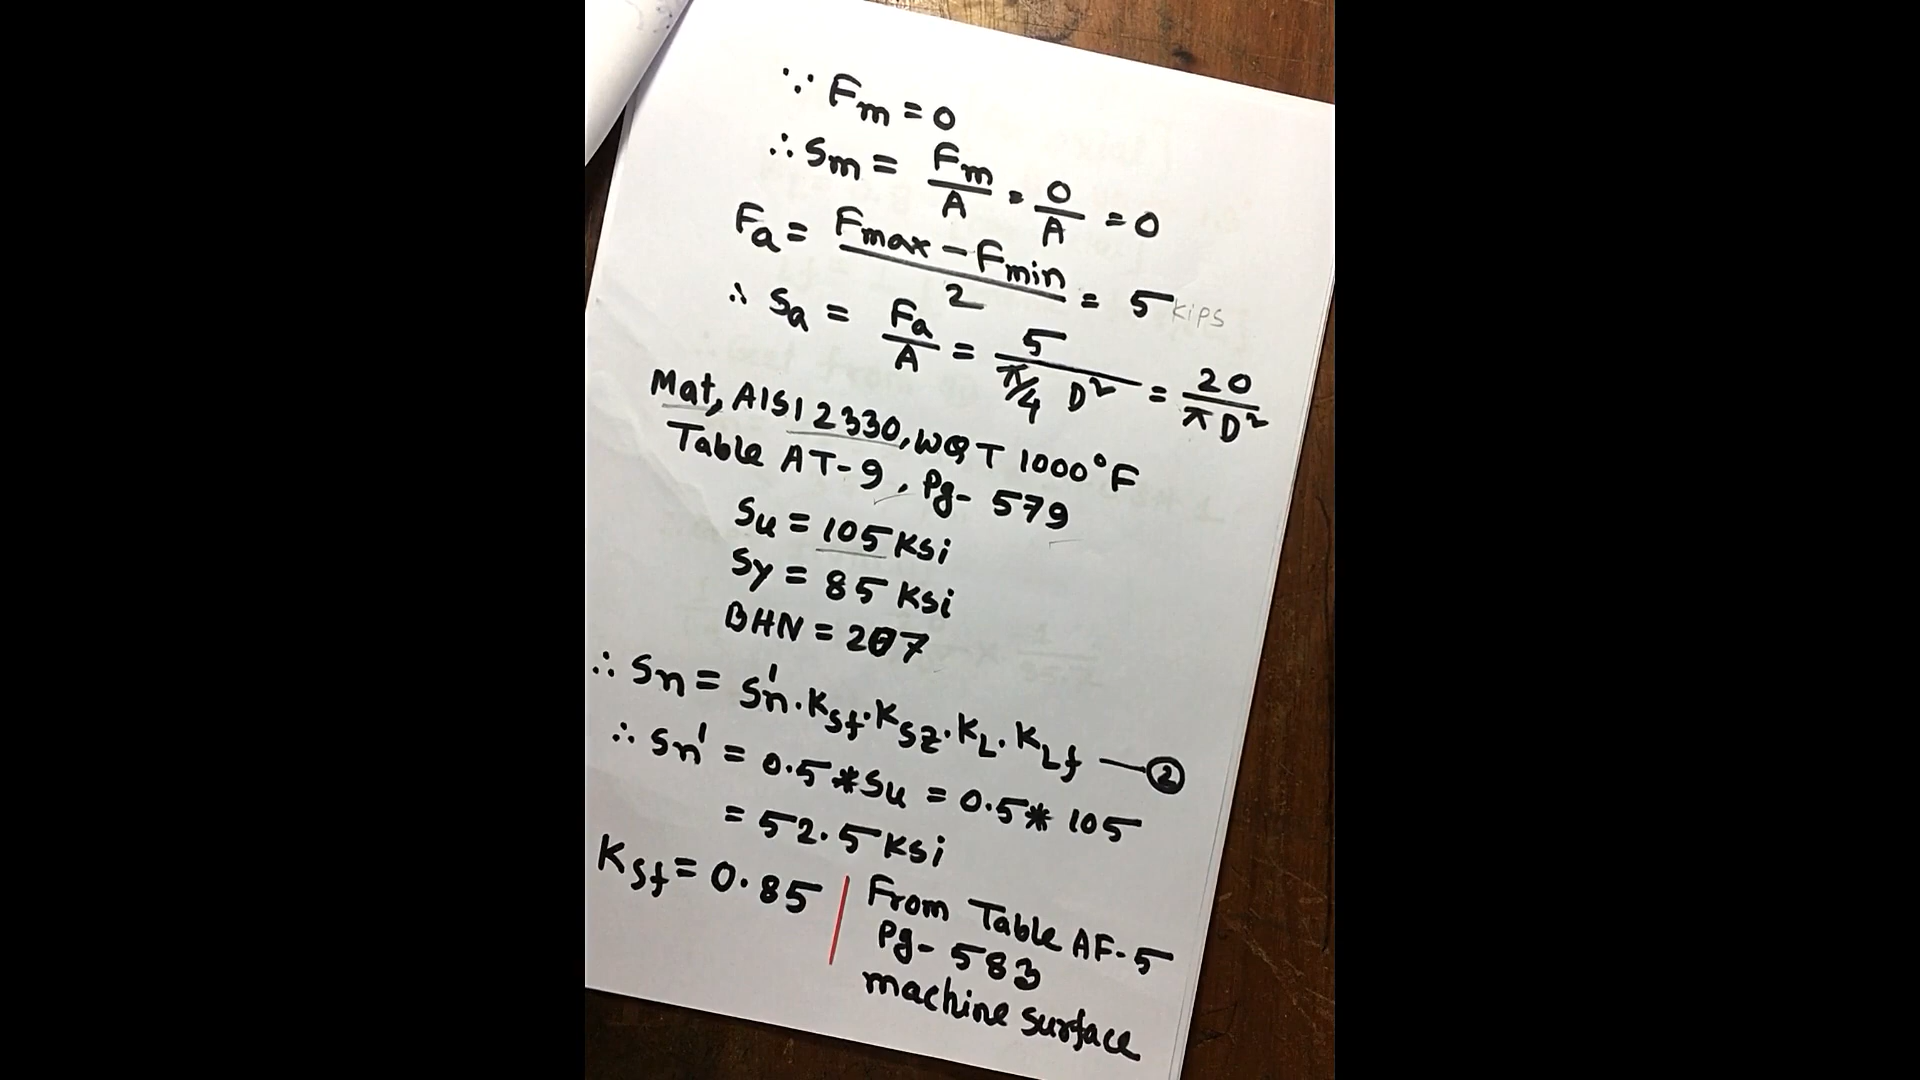 ∵ Fm = 0
∴ Sm = Fm/A = 0/A = 0
Fa = (Fmax - Fmin)/2 = 5 kips
∴ Sa = Fa/A = 5/(π/4 D²) = 20/(πD²)
Mat, AISI 2330, WQT 1000°F
Table AT-9, Pg- 579
Su = 105 Ksi
Sy = 85 Ksi
BHN = 207
∴ Sn = Sn'.Ksf.Ksz.KL.KLf — ②
∴ Sn' = 0.5*Su = 0.5* 105
= 52.5 Ksi
Ksf = 0.85 | From Table AF-5
Pg- 583
machine surface